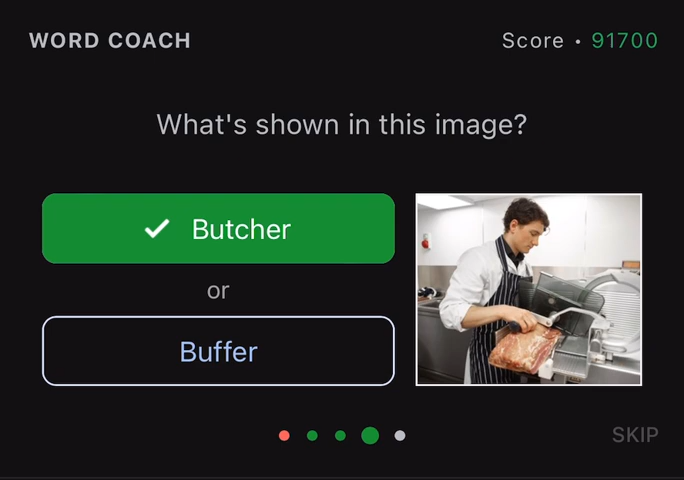 WORD COACH
Score • 91700
What's shown in this image?
Butcher
or
Buffer
SKIP